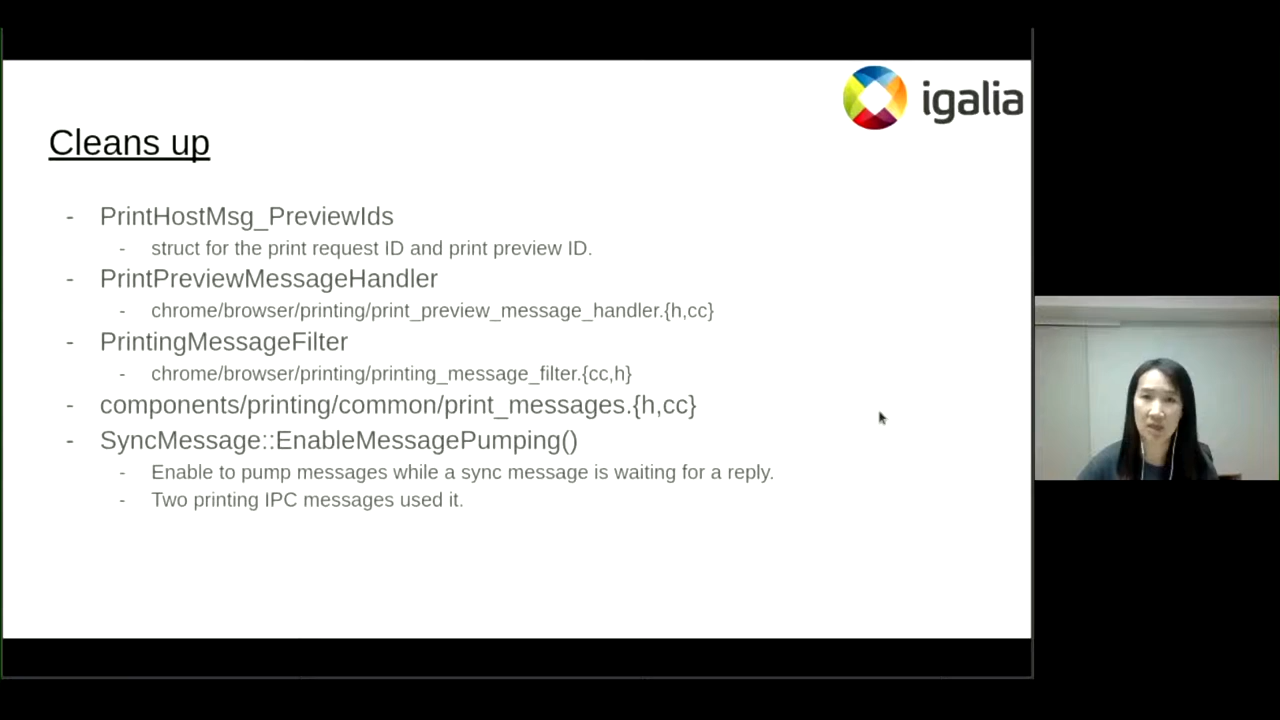 igalia
Cleans up
- PrintHostMsg_PreviewIds
- struct for the print request ID and print preview ID.
- PrintPreviewMessageHandler
- chrome/browser/printing/print_preview_message_handler.{h,cc}
- PrintingMessageFilter
- chrome/browser/printing/printing_message_filter.{cc,h}
- components/printing/common/print_messages.{h,cc}
- SyncMessage::EnableMessagePumping()
- Enable to pump messages while a sync message is waiting for a reply.
- Two printing IPC messages used it.